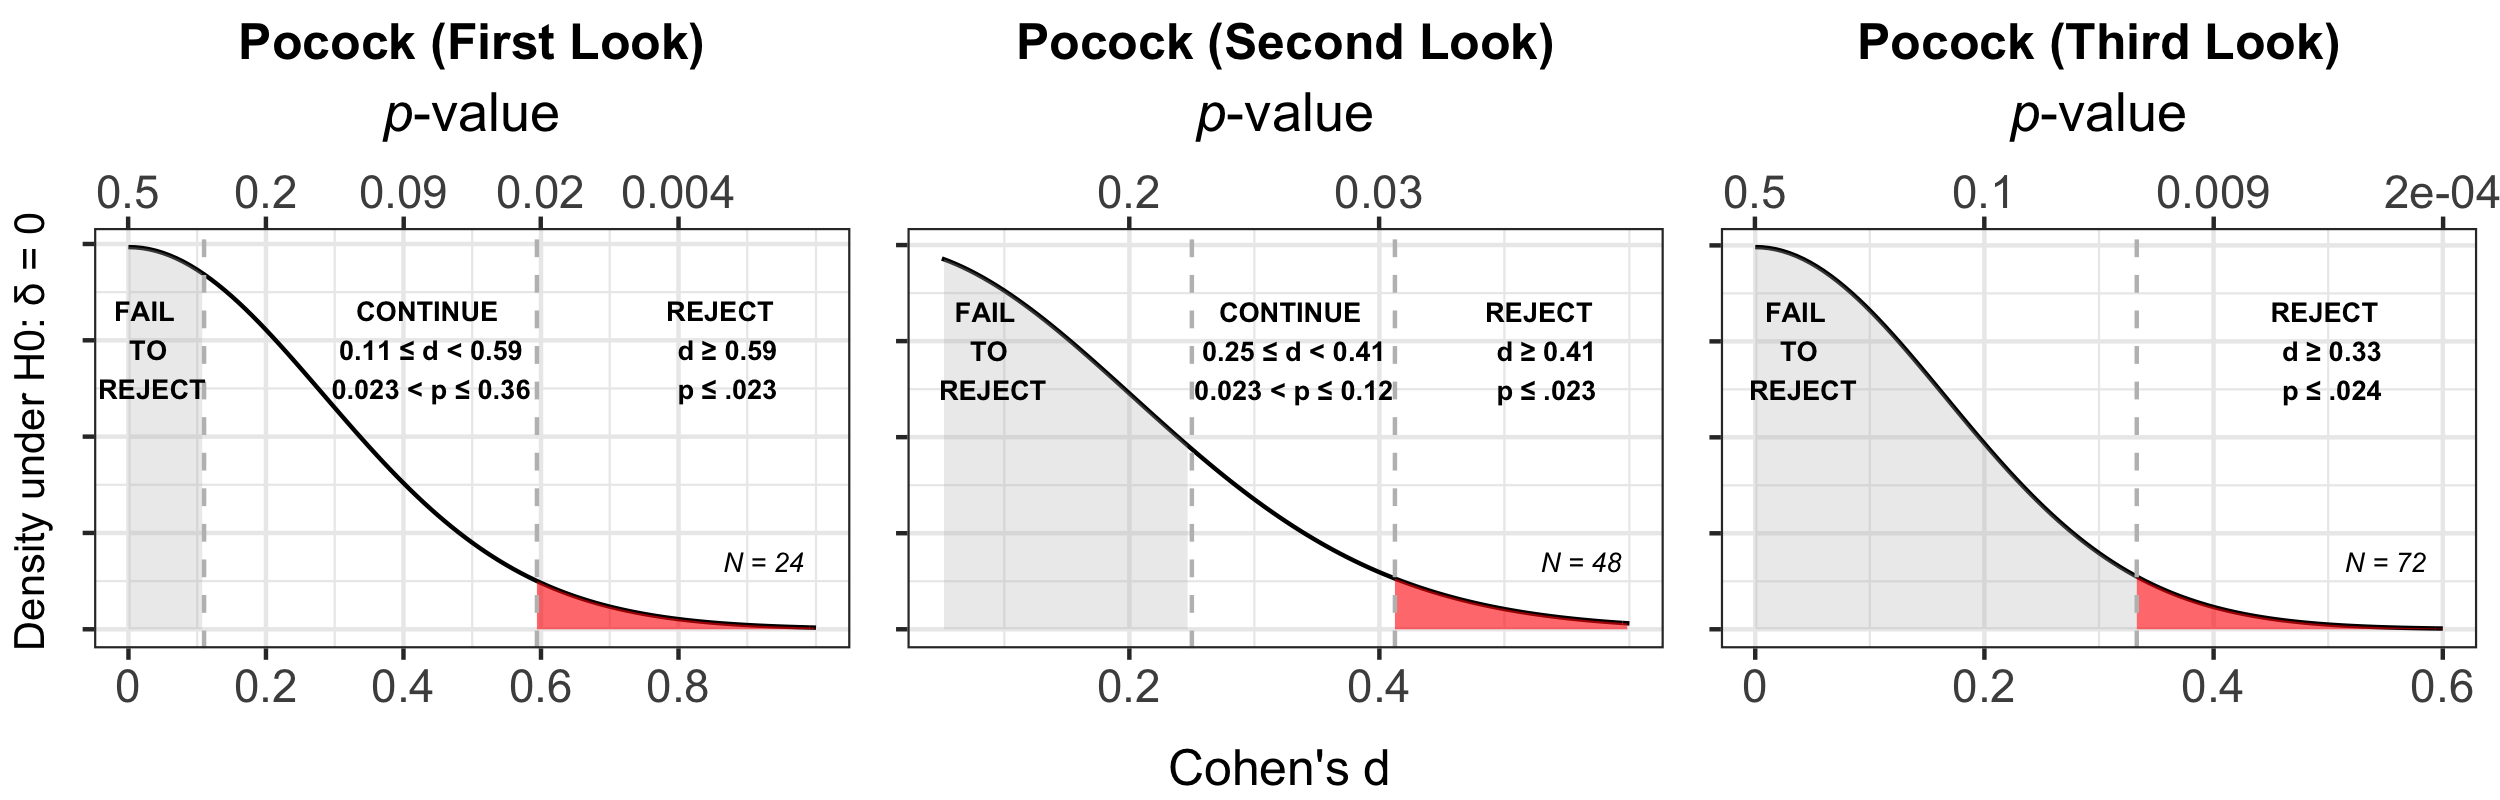 Pocock (First Look)
p-value
0.5 0.2 0.09 0.02 0.004
Density under H0: δ = 0
FAIL
TO
REJECT
CONTINUE
0.11 ≤ d < 0.59
0.023 < p ≤ 0.36
REJECT
d ≥ 0.59
p ≤ .023
N = 24
0 0.2 0.4 0.6 0.8
Pocock (Second Look)
p-value
0.2 0.03
FAIL
TO
REJECT
CONTINUE
0.25 ≤ d < 0.41
0.023 < p ≤ 0.12
REJECT
d ≥ 0.41
p ≤ .023
N = 48
0.2 0.4
Pocock (Third Look)
p-value
0.5 0.1 0.009 2e-04
FAIL
TO
REJECT
REJECT
d ≥ 0.33
p ≤ .024
N = 72
0 0.2 0.4 0.6
Cohen's d